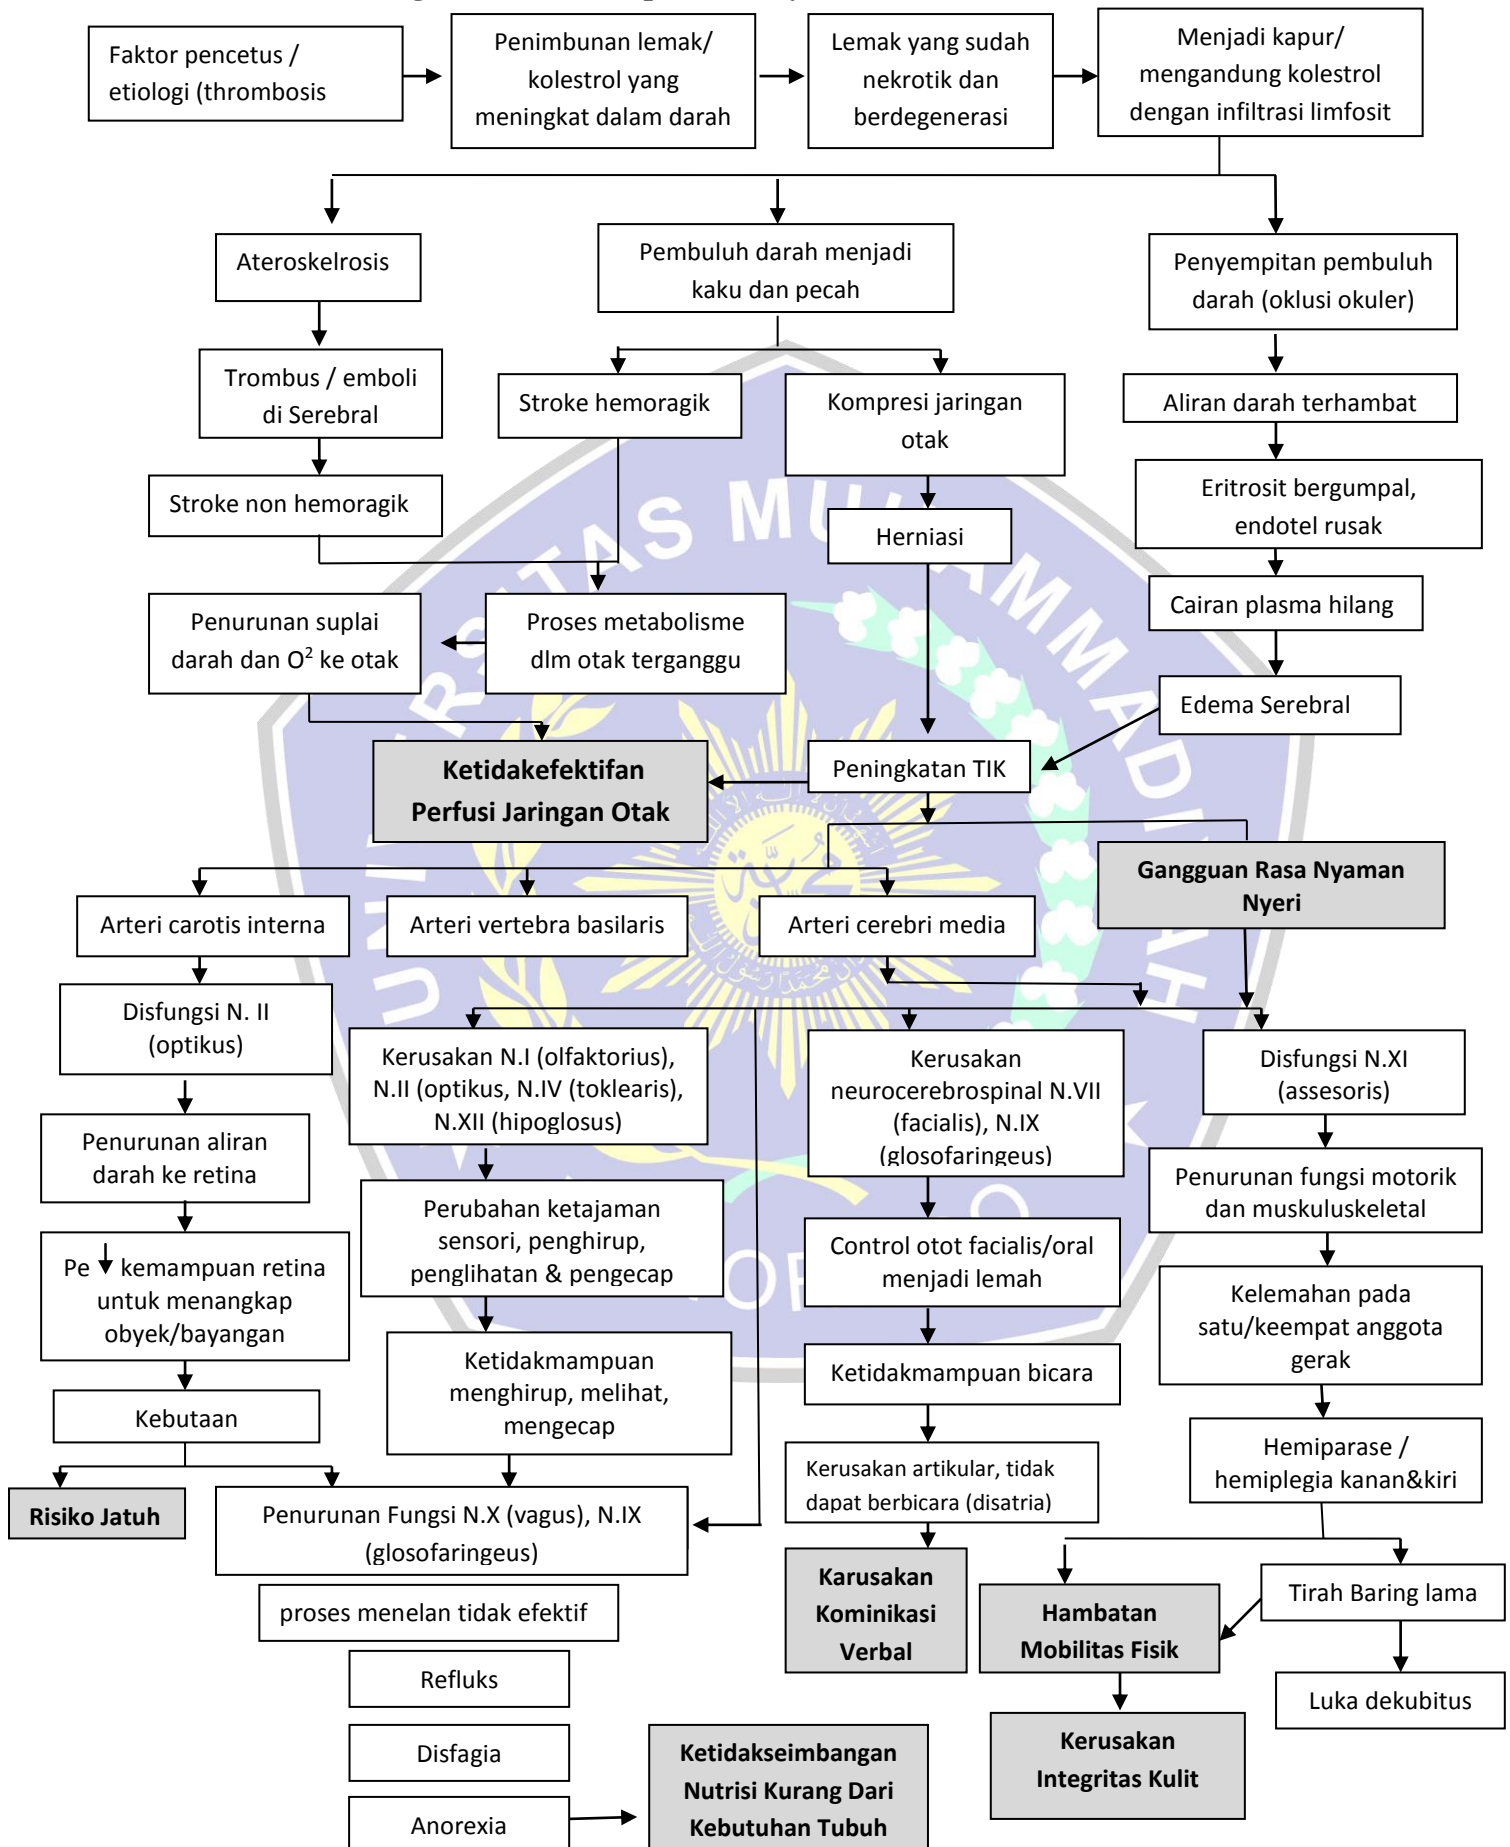 Faktor pencetus /
etiologi (thrombosis
Penimbunan lemak/
kolestrol yang
meningkat dalam darah
Lemak yang sudah
nekrotik dan
berdegenerasi
Menjadi kapur/
mengandung kolestrol
dengan infiltrasi limfosit
Ateroskelrosis
Pembuluh darah menjadi
kaku dan pecah
Penyempitan pembuluh
darah (oklusi okuler)
Trombus / emboli
di Serebral
Stroke hemoragik
Kompresi jaringan
otak
Aliran darah terhambat
Stroke non hemoragik
Herniasi
Eritrosit bergumpal,
endotel rusak
Penurunan suplai
darah dan O2 ke otak
Proses metabolisme
dlm otak terganggu
Cairan plasma hilang
Edema Serebral
Ketidakefektifan
Perfusi Jaringan Otak
Peningkatan TIK
Gangguan Rasa Nyaman
Nyeri
Arteri carotis interna
Arteri vertebra basilaris
Arteri cerebri media
Disfungsi N. II
(optikus)
Kerusakan N.I (olfaktorius),
N.II (optikus, N.IV (toklearis),
N.XII (hipoglosus)
Kerusakan
neurocerebrospinal N.VII
(facialis), N.IX
(glosofaringeus)
Disfungsi N.XI
(assesoris)
Penurunan aliran
darah ke retina
Perubahan ketajaman
sensori, penghirup,
penglihatan & pengecap
Control otot facialis/oral
menjadi lemah
Penurunan fungsi motorik
dan muskuluskeletal
Pe ↓ kemampuan retina
untuk menangkap
obyek/bayangan
Ketidakmampuan
menghirup, melihat,
mengecap
Ketidakmampuan bicara
Kelemahan pada
satu/keempat anggota
gerak
Kebutaan
Kerusakan artikular, tidak
dapat berbicara (disatria)
Hemiparase /
hemiplegia kanan&kiri
Risiko Jatuh
Penurunan Fungsi N.X (vagus), N.IX
(glosofaringeus)
Karusakan
Kominikasi
Verbal
Hambatan
Mobilitas Fisik
Tirah Baring lama
proses menelan tidak efektif
Refluks
Luka dekubitus
Disfagia
Ketidakseimbangan
Nutrisi Kurang Dari
Kebutuhan Tubuh
Kerusakan
Integritas Kulit
Anorexia